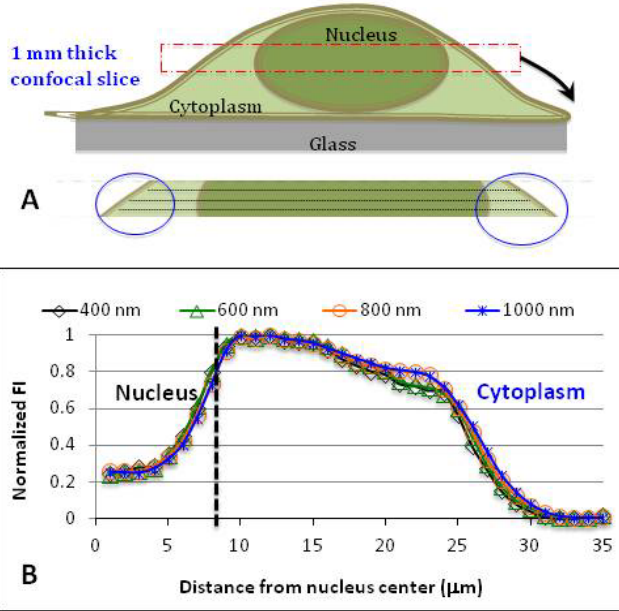 Nucleus
1 mm thick
confocal slice
Cytoplasm
Glass
A
400 nm 600 nm 800 nm 1000 nm
1
0.8
0.6
0.4
0.2
0
Normalized FI
Nucleus
Cytoplasm
0 5 10 15 20 25 30 35
B
Distance from nucleus center (μm)